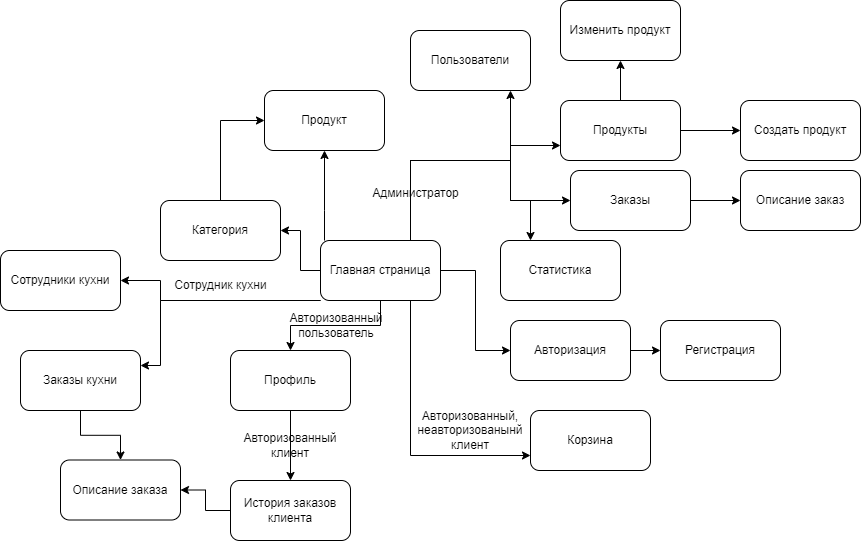 Изменить продукт
Пользователи
Продукт
Продукты
Создать продукт
Администратор
Заказы
Описание заказ
Категория
Главная страница
Статистика
Сотрудники кухни
Сотрудник кухни
Авторизованный
пользователь
Авторизация
Регистрация
Заказы кухни
Профиль
Авторизованный,
неавторизованынй
клиент
Корзина
Авторизованный
клиент
Описание заказа
История заказов
клиента